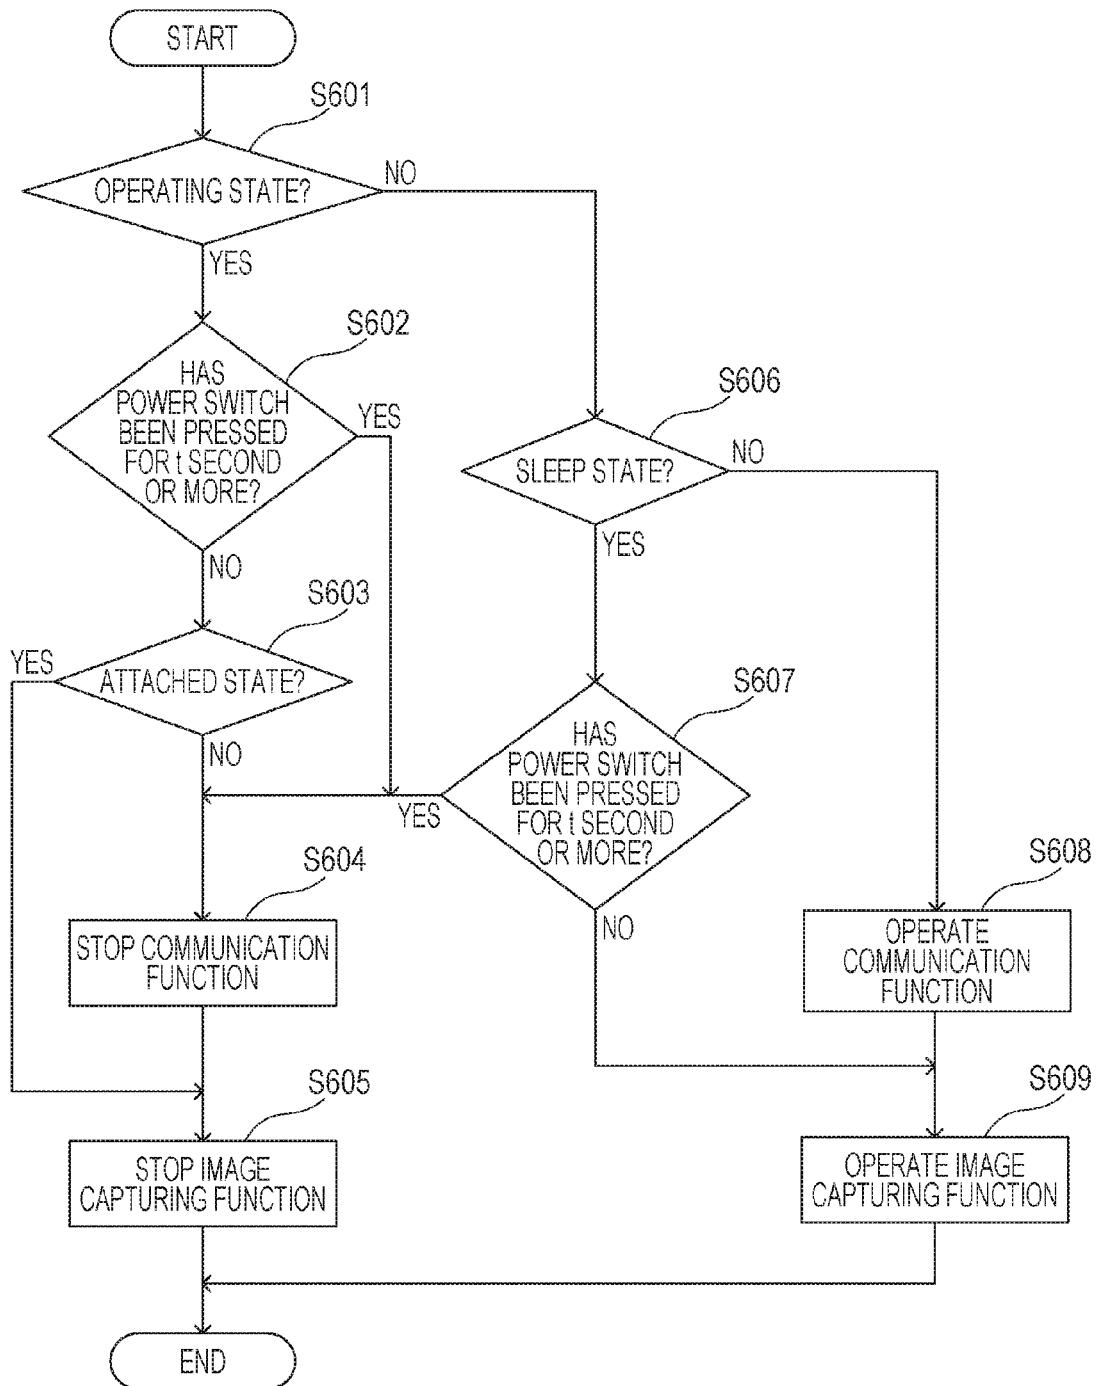 START
S601
OPERATING STATE?
NO
YES
S602
HAS
POWER SWITCH
BEEN PRESSED
FOR t SECOND
OR MORE?
YES
NO
S606
SLEEP STATE?
NO
YES
S603
ATTACHED STATE?
YES
NO
S607
HAS
POWER SWITCH
BEEN PRESSED
FOR t SECOND
OR MORE?
YES
NO
S604
STOP COMMUNICATION
FUNCTION
S608
OPERATE
COMMUNICATION
FUNCTION
S605
STOP IMAGE
CAPTURING FUNCTION
S609
OPERATE IMAGE
CAPTURING FUNCTION
END